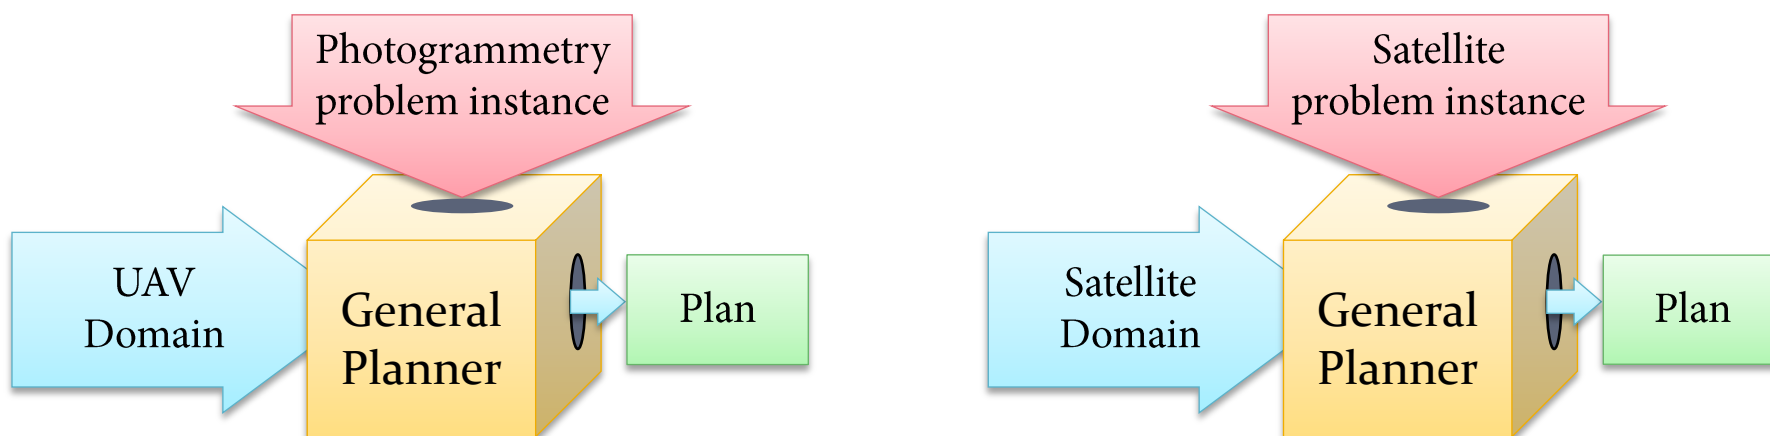 Photogrammetry
problem instance
UAV
Domain
General
Planner
Plan
Satellite
problem instance
Satellite
Domain
General
Planner
Plan